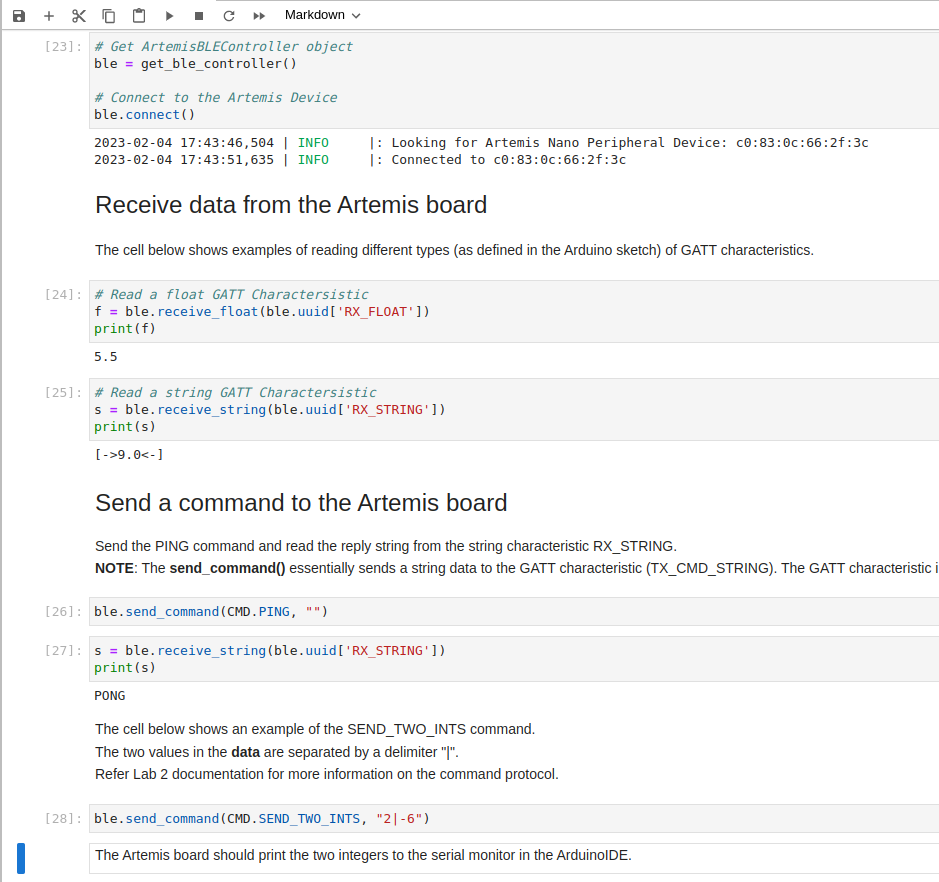 Markdown
[23]:
# Get ArtemisBLEController object
ble = get_ble_controller()
# Connect to the Artemis Device
ble.connect()
2023-02-04 17:43:46,504 | INFO     |: Looking for Artemis Nano Peripheral Device: c0:83:0c:66:2f:3c
2023-02-04 17:43:51,635 | INFO     |: Connected to c0:83:0c:66:2f:3c
Receive data from the Artemis board
The cell below shows examples of reading different types (as defined in the Arduino sketch) of GATT characteristics.
[24]:
# Read a float GATT Charactersistic
f = ble.receive_float(ble.uuid['RX_FLOAT'])
print(f)
5.5
[25]:
# Read a string GATT Charactersistic
s = ble.receive_string(ble.uuid['RX_STRING'])
print(s)
[->9.0<-]
Send a command to the Artemis board
Send the PING command and read the reply string from the string characteristic RX_STRING.
NOTE: The send_command() essentially sends a string data to the GATT characteristic (TX_CMD_STRING). The GATT characteristic i
[26]:
ble.send_command(CMD.PING, "")
[27]:
s = ble.receive_string(ble.uuid['RX_STRING'])
print(s)
PONG
The cell below shows an example of the SEND_TWO_INTS command.
The two values in the data are separated by a delimiter "|".
Refer Lab 2 documentation for more information on the command protocol.
[28]:
ble.send_command(CMD.SEND_TWO_INTS, "2|-6")
The Artemis board should print the two integers to the serial monitor in the ArduinoIDE.